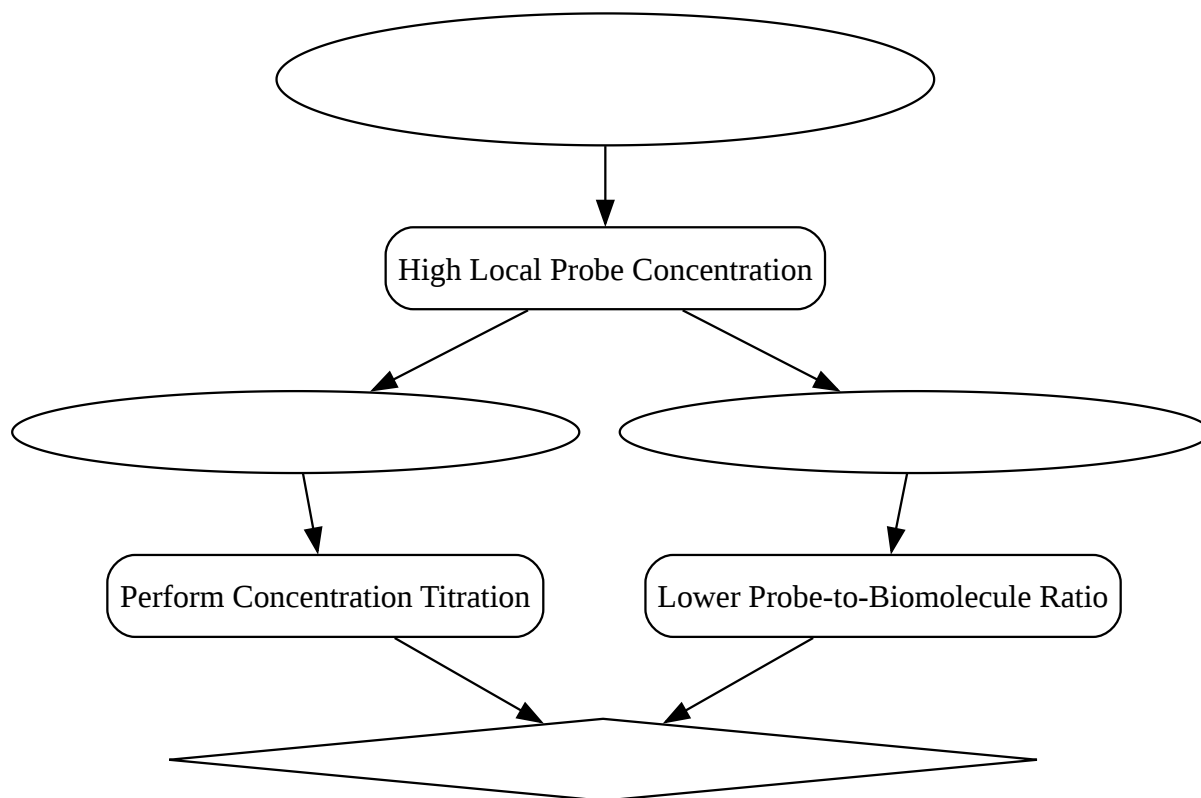 High Local Probe Concentration
Perform Concentration Titration
Lower Probe-to-Biomolecule Ratio